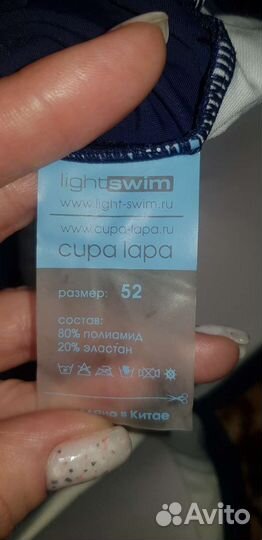 lightswim
www.light-swim.ru
www.cupa-lapa.ru
cupa lapa
размер: 52
состав:
80% полиамид
20% эластан
в Китае
Avito